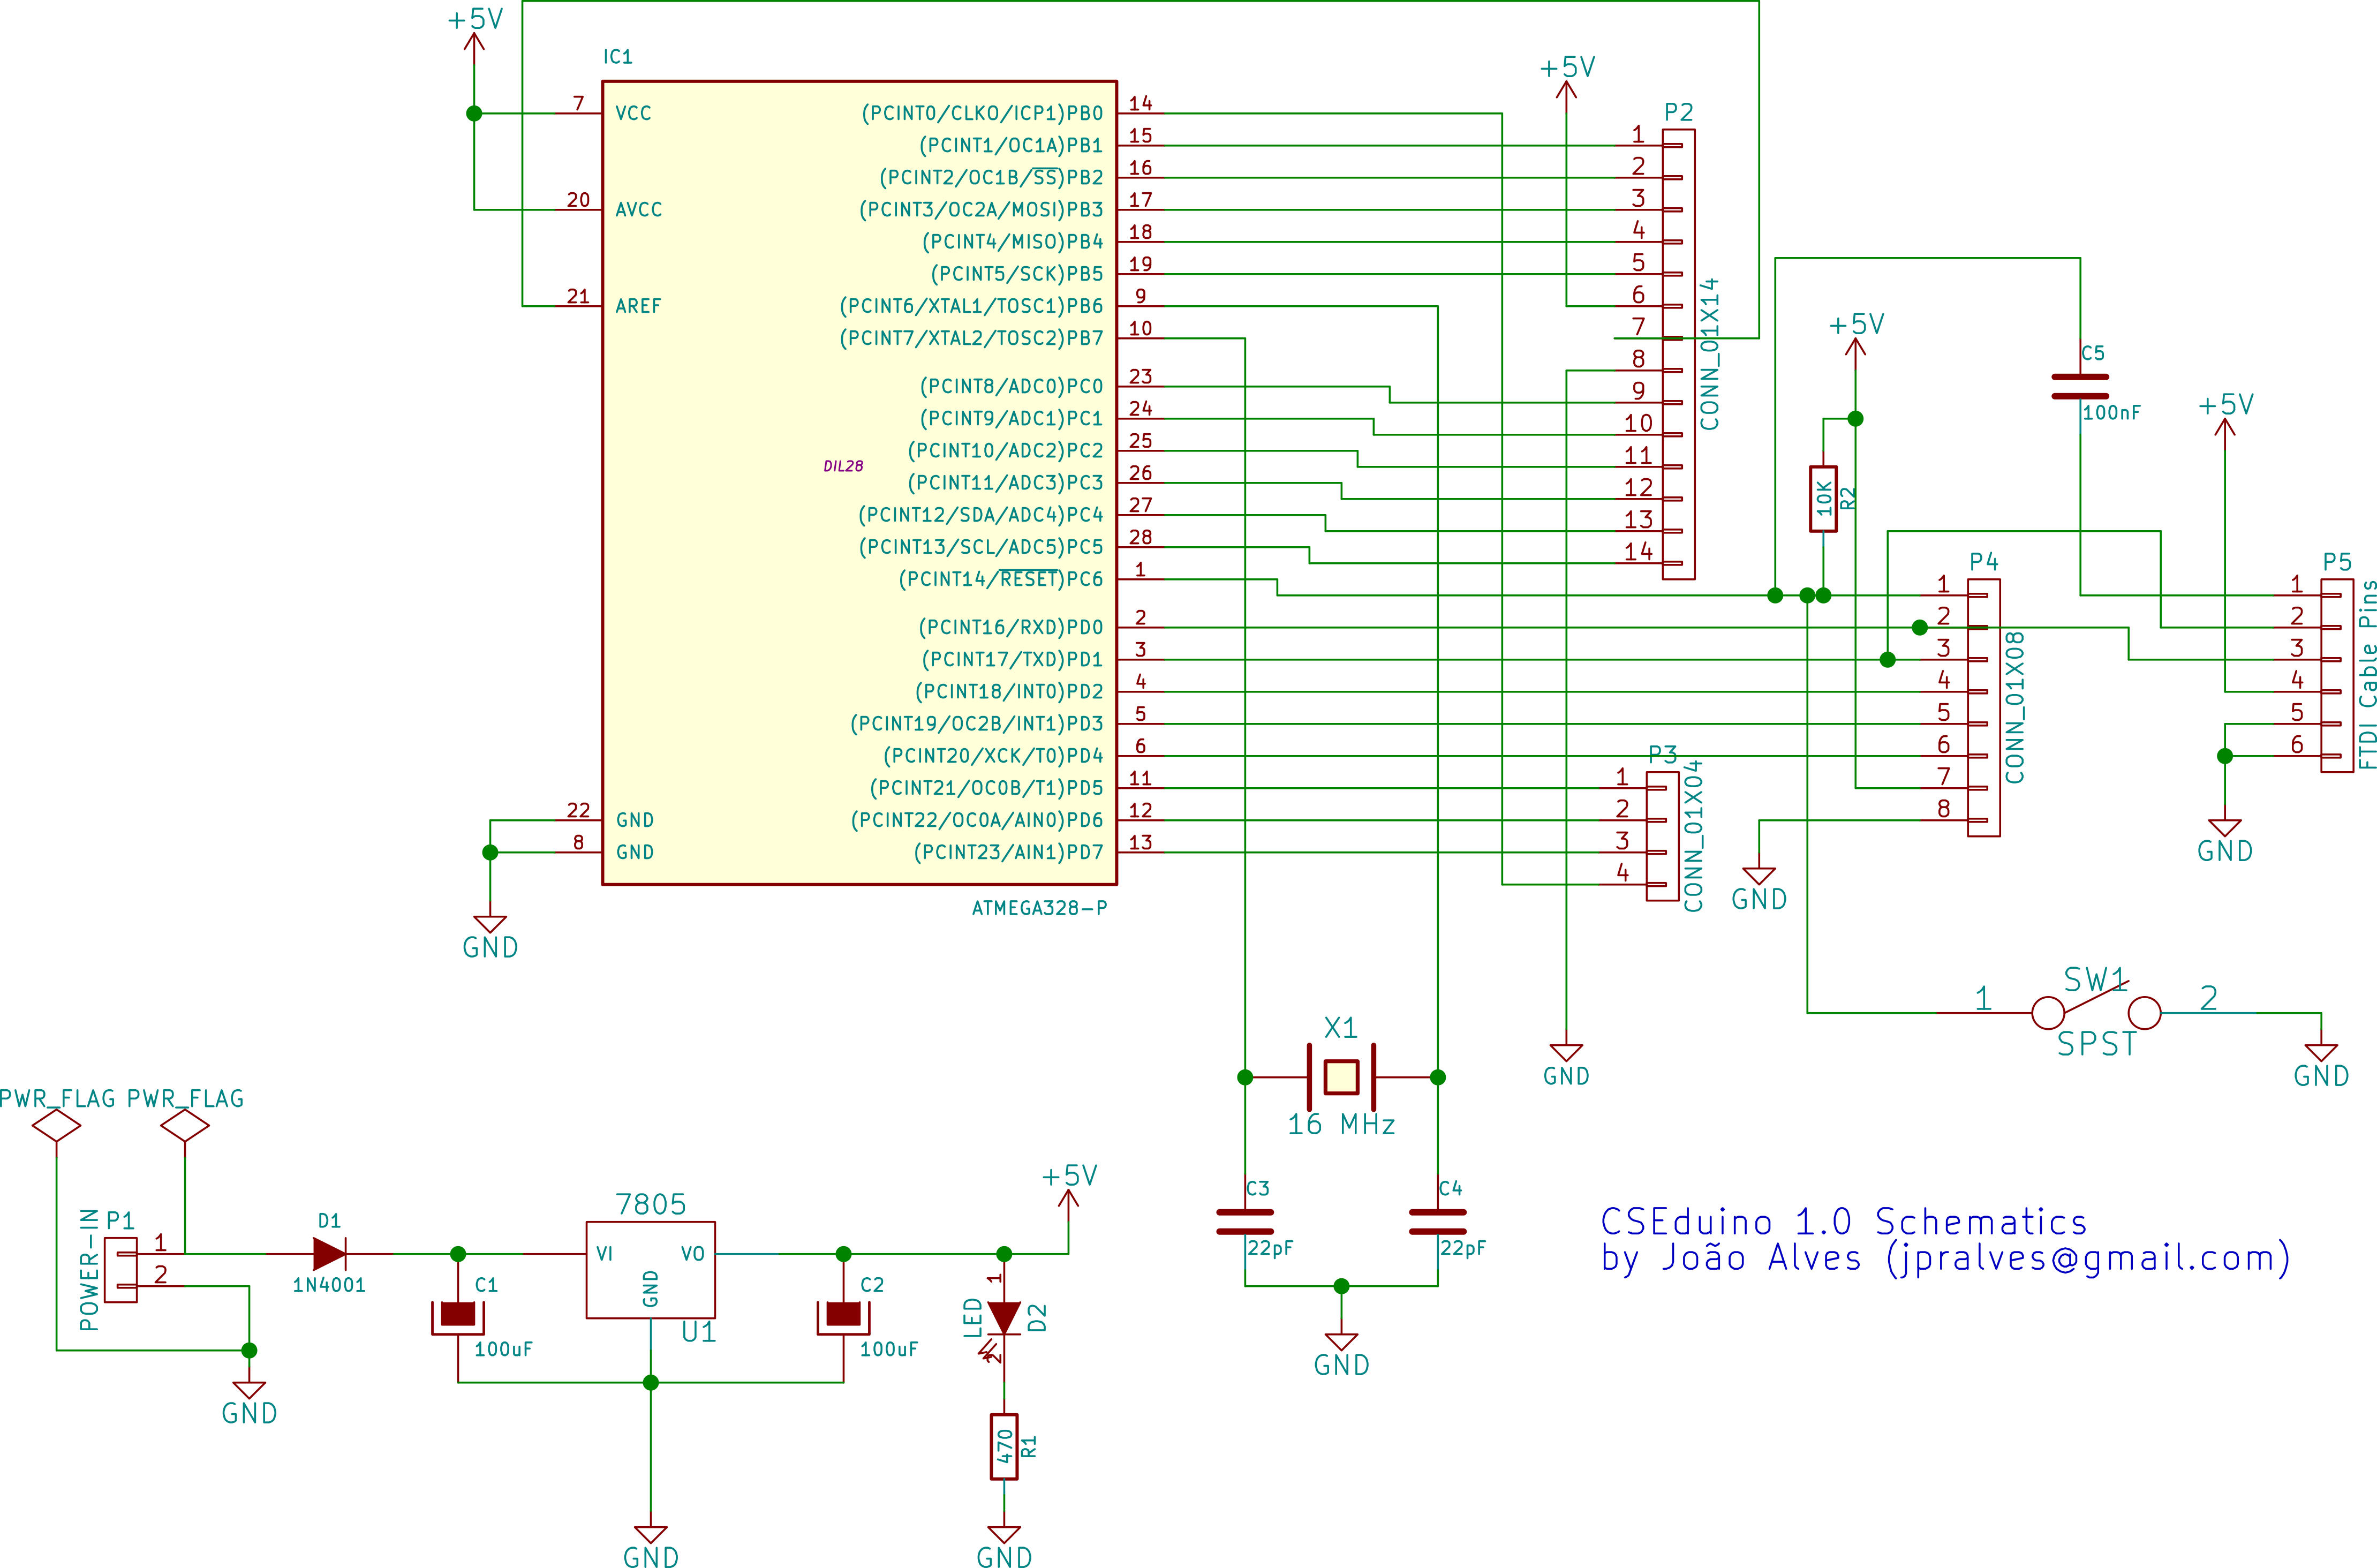 +5V
IC1
7 VCC
20 AVCC
21 AREF
22 GND
8 GND
GND
(PCINT0/CLKO/ICP1)PB0 14
(PCINT1/OC1A)PB1 15
(PCINT2/OC1B/SS)PB2 16
(PCINT3/OC2A/MOSI)PB3 17
(PCINT4/MISO)PB4 18
(PCINT5/SCK)PB5 19
(PCINT6/XTAL1/TOSC1)PB6 9
(PCINT7/XTAL2/TOSC2)PB7 10
(PCINT8/ADC0)PC0 23
(PCINT9/ADC1)PC1 24
(PCINT10/ADC2)PC2 25
DIL28
(PCINT11/ADC3)PC3 26
(PCINT12/SDA/ADC4)PC4 27
(PCINT13/SCL/ADC5)PC5 28
(PCINT14/RESET)PC6 1
(PCINT16/RXD)PD0 2
(PCINT17/TXD)PD1 3
(PCINT18/INT0)PD2 4
(PCINT19/OC2B/INT1)PD3 5
(PCINT20/XCK/T0)PD4 6
(PCINT21/OC0B/T1)PD5 11
(PCINT22/OC0A/AIN0)PD6 12
(PCINT23/AIN1)PD7 13
ATMEGA328-P
+5V
P2
1
2
3
4
5
6
7
8
9
10
11
12
13
14
CONN_01X14
GND
P3
1
2
3
4
CONN_01X04
+5V
10K
R2
C5
100nF
P4
1
2
3
4
5
6
7
8
CONN_01X08
GND
+5V
P5
1
2
3
4
5
6
FTDI Cable Pins
GND
SW1
1
2
SPST
GND
X1
16 MHz
C3
22pF
C4
22pF
GND
PWR_FLAG
PWR_FLAG
P1
1
2
POWER-IN
GND
D1
1N4001
C1
100uF
7805
VI
VO
GND
U1
GND
C2
100uF
+5V
1
LED
D2
2
470
R1
GND
CSEduino 1.0 Schematics
by João Alves (jpralves@gmail.com)